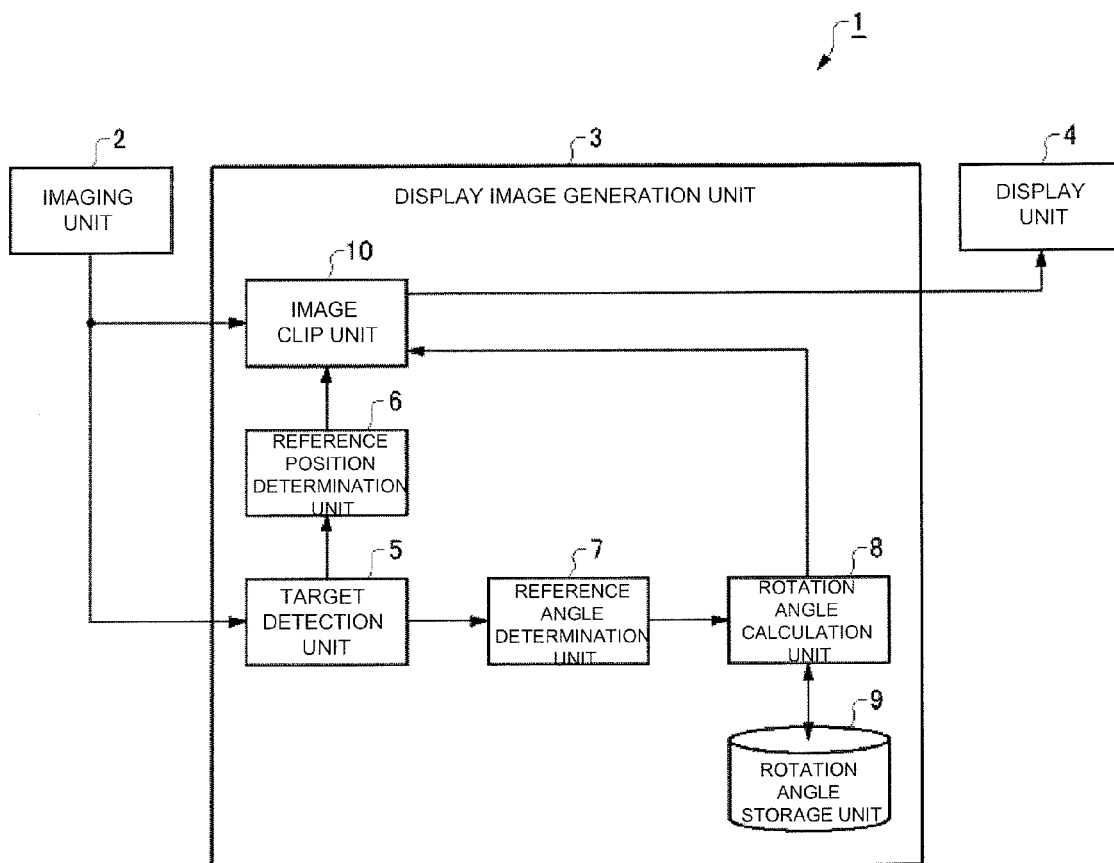 1
2
3
4
IMAGING
UNIT
DISPLAY IMAGE GENERATION UNIT
DISPLAY
UNIT
10
IMAGE
CLIP UNIT
6
REFERENCE
POSITION
DETERMINATION
UNIT
5
TARGET
DETECTION
UNIT
7
REFERENCE
ANGLE
DETERMINATION
UNIT
8
ROTATION
ANGLE
CALCULATION
UNIT
9
ROTATION
ANGLE
STORAGE UNIT